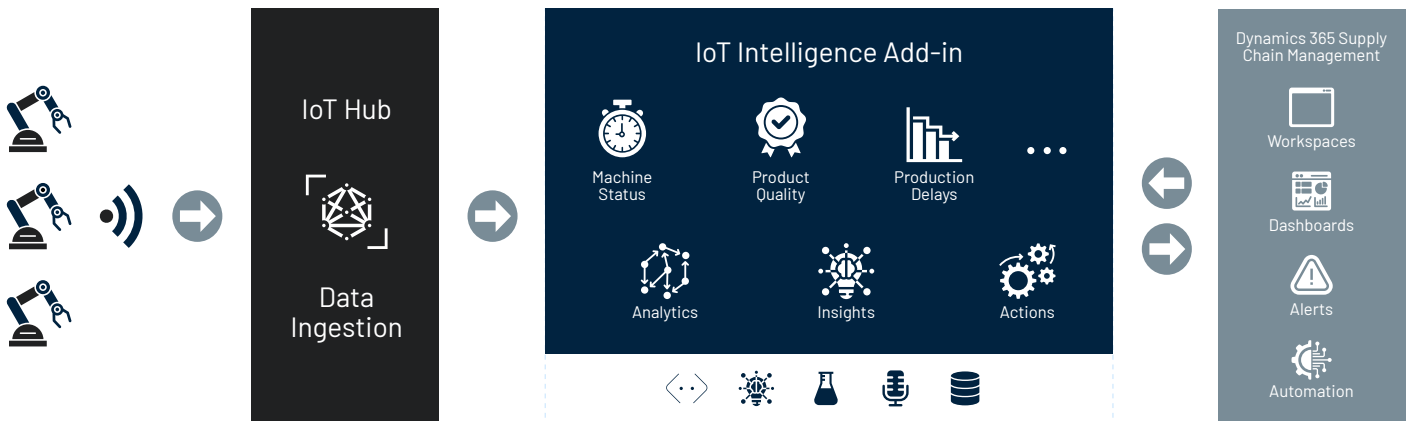 IoT Hub
Data
Ingestion
IoT Intelligence Add-in
Machine
Status
Product
Quality
Production
Delays
Analytics
Insights
Actions
Dynamics 365 Supply
Chain Management
Workspaces
Dashboards
Alerts
Automation